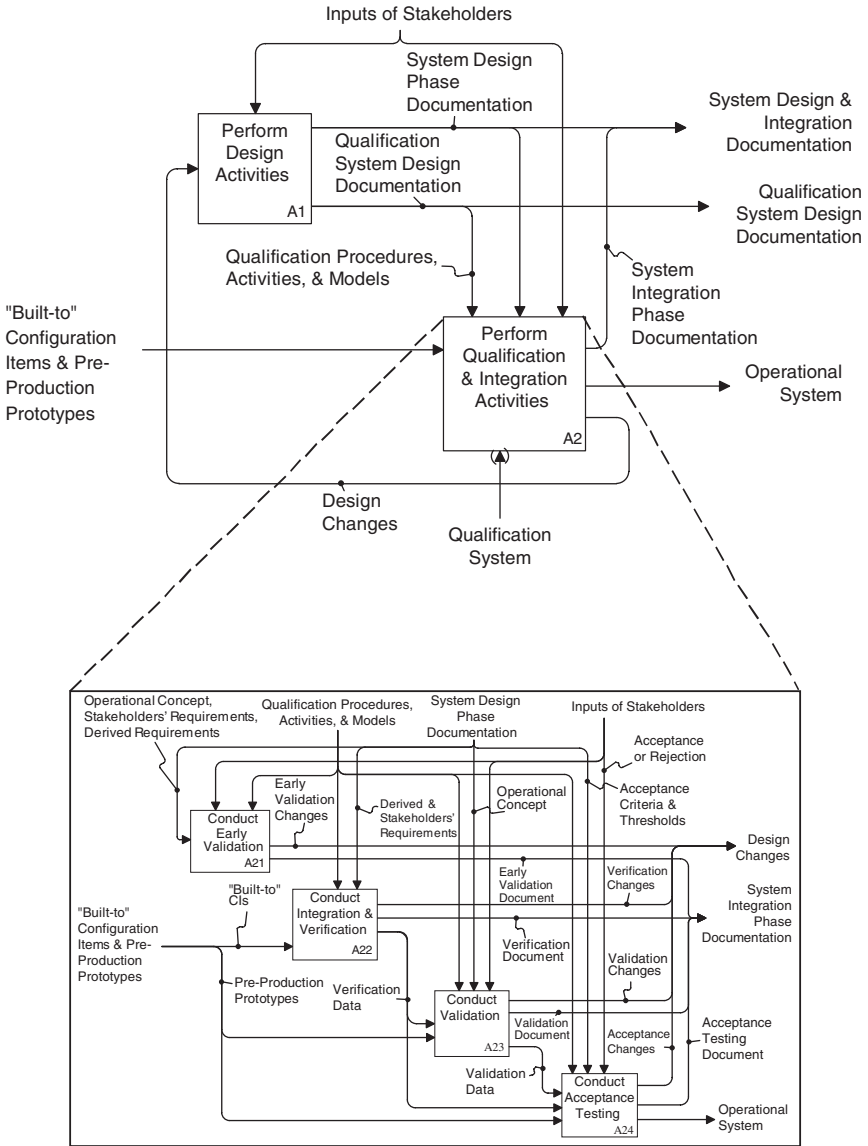 Inputs of Stakeholders
System Design
Phase
Documentation
System Design &
Integration
Documentation
Perform
Design
Activities
A1
Qualification
System Design
Documentation
Qualification
System Design
Documentation
Qualification Procedures,
Activities, & Models
System
Integration
Phase
Documentation
"Built-to"
Configuration
Items & Pre-
Production
Prototypes
Perform
Qualification
& Integration
Activities
A2
Operational
System
Design
Changes
Qualification
System
Operational Concept,
Stakeholders' Requirements,
Derived Requirements
Qualification Procedures,
Activities, & Models
System Design
Phase
Documentation
Inputs of Stakeholders
Acceptance
or Rejection
Early
Validation
Changes
Derived &
Stakeholders'
Requirements
Operational
Concept
Acceptance
Criteria &
Thresholds
Conduct
Early
Validation
A21
Design
Changes
Early
Validation
Document
Verification
Changes
"Built-to"
CIs
Conduct
Integration &
Verification
A22
System
Integration
Phase
Documentation
"Built-to"
Configuration
Items & Pre-
Production
Prototypes
Verification
Document
Validation
Changes
Pre-Production
Prototypes
Verification
Data
Conduct
Validation
A23
Validation
Document
Acceptance
Changes
Acceptance
Testing
Document
Validation
Data
Conduct
Acceptance
Testing
A24
Operational
System